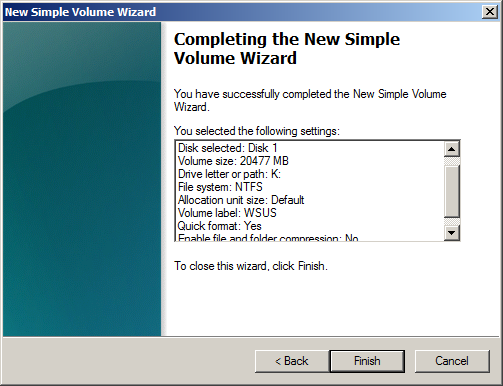 New Simple Volume Wizard
Completing the New Simple
Volume Wizard
You have successfully completed the New Simple Volume
Wizard.
You selected the following settings:
Disk selected: Disk 1
Volume size: 20477 MB
Drive letter or path: K:
File system: NTFS
Allocation unit size: Default
Volume label: WSUS
Quick format: Yes
Enable file and folder compression: No
To close this wizard, click Finish.
< Back
Finish
Cancel